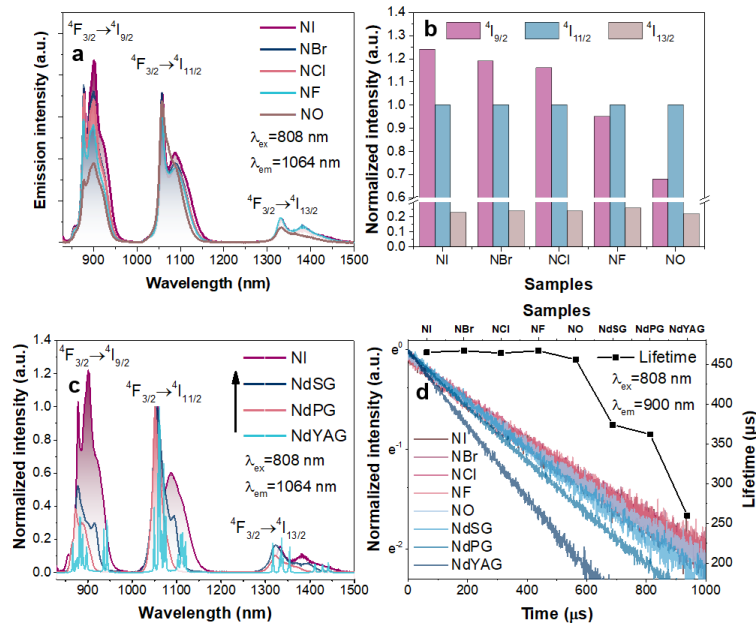 a
⁴F₃/₂→⁴I₉/₂
⁴F₃/₂→⁴I₁₁/₂
⁴F₃/₂→⁴I₁₃/₂
NI
NBr
NCl
NF
NO
λex=808 nm
λem=1064 nm
Emission intensity (a.u.)
900 1000 1100 1200 1300 1400 1500
Wavelength (nm)
b
⁴I₉/₂ ⁴I₁₁/₂ ⁴I₁₃/₂
Normalized intensity (a.u.)
1.4
1.3
1.2
1.1
1.0
0.9
0.8
0.7
0.6
0.2
0.1
0.0
NI NBr NCl NF NO
Samples
c
⁴F₃/₂→⁴I₉/₂
⁴F₃/₂→⁴I₁₁/₂
⁴F₃/₂→⁴I₁₃/₂
NI
NdSG
NdPG
NdYAG
λex=808 nm
λem=1064 nm
Normalized intensity (a.u.)
1.4
1.2
1.0
0.8
0.6
0.4
0.2
0.0
900 1000 1100 1200 1300 1400 1500
Wavelength (nm)
Samples
NI NBr NCl NF NO NdSG NdPG NdYAG
d
Lifetime
λex=808 nm
λem=900 nm
NI
NBr
NCl
NF
NO
NdSG
NdPG
NdYAG
Normalized intensity (a.u.)
e⁰
e⁻¹
e⁻²
Lifetime (μs)
450
400
350
300
250
200
0 200 400 600 800 1000
Time (μs)